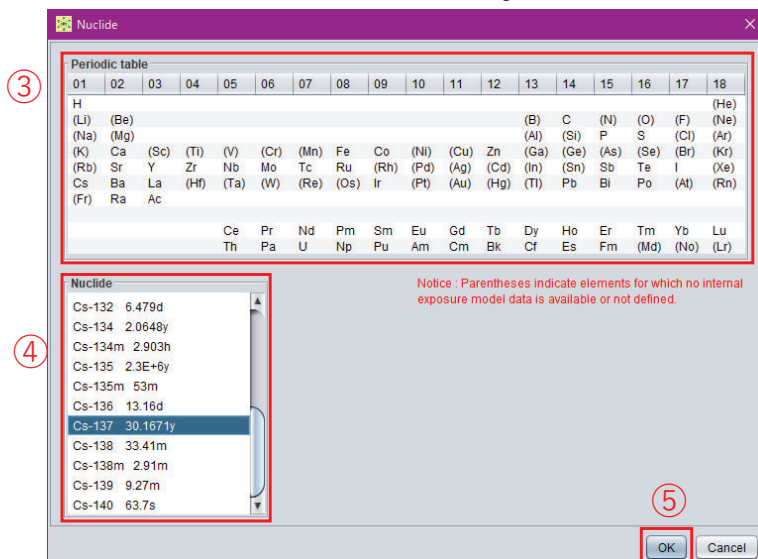 Nuclide
③
Periodic table
01 02 03 04 05 06 07 08 09 10 11 12 13 14 15 16 17 18
H (He)
(Li) (Be) (B) C (N) (O) (F) (Ne)
(Na) (Mg) (Al) (Si) P S (Cl) (Ar)
(K) Ca (Sc) (Ti) (V) (Cr) (Mn) Fe Co (Ni) (Cu) Zn (Ga) (Ge) (As) (Se) (Br) (Kr)
(Rb) Sr Y Zr Nb Mo Tc Ru (Rh) (Pd) (Ag) (Cd) (In) (Sn) Sb Te I (Xe)
Cs Ba La (Hf) (Ta) (W) (Re) (Os) Ir (Pt) (Au) (Hg) (Tl) Pb Bi Po (At) (Rn)
(Fr) Ra Ac
Ce Pr Nd Pm Sm Eu Gd Tb Dy Ho Er Tm Yb Lu
Th Pa U Np Pu Am Cm Bk Cf Es Fm (Md) (No) (Lr)
④
Nuclide
Cs-132 6.479d
Cs-134 2.0648y
Cs-134m 2.903h
Cs-135 2.3E+6y
Cs-135m 53m
Cs-136 13.16d
Cs-137 30.1671y
Cs-138 33.41m
Cs-138m 2.91m
Cs-139 9.27m
Cs-140 63.7s
Notice : Parentheses indicate elements for which no internal
exposure model data is available or not defined.
⑤
OK Cancel